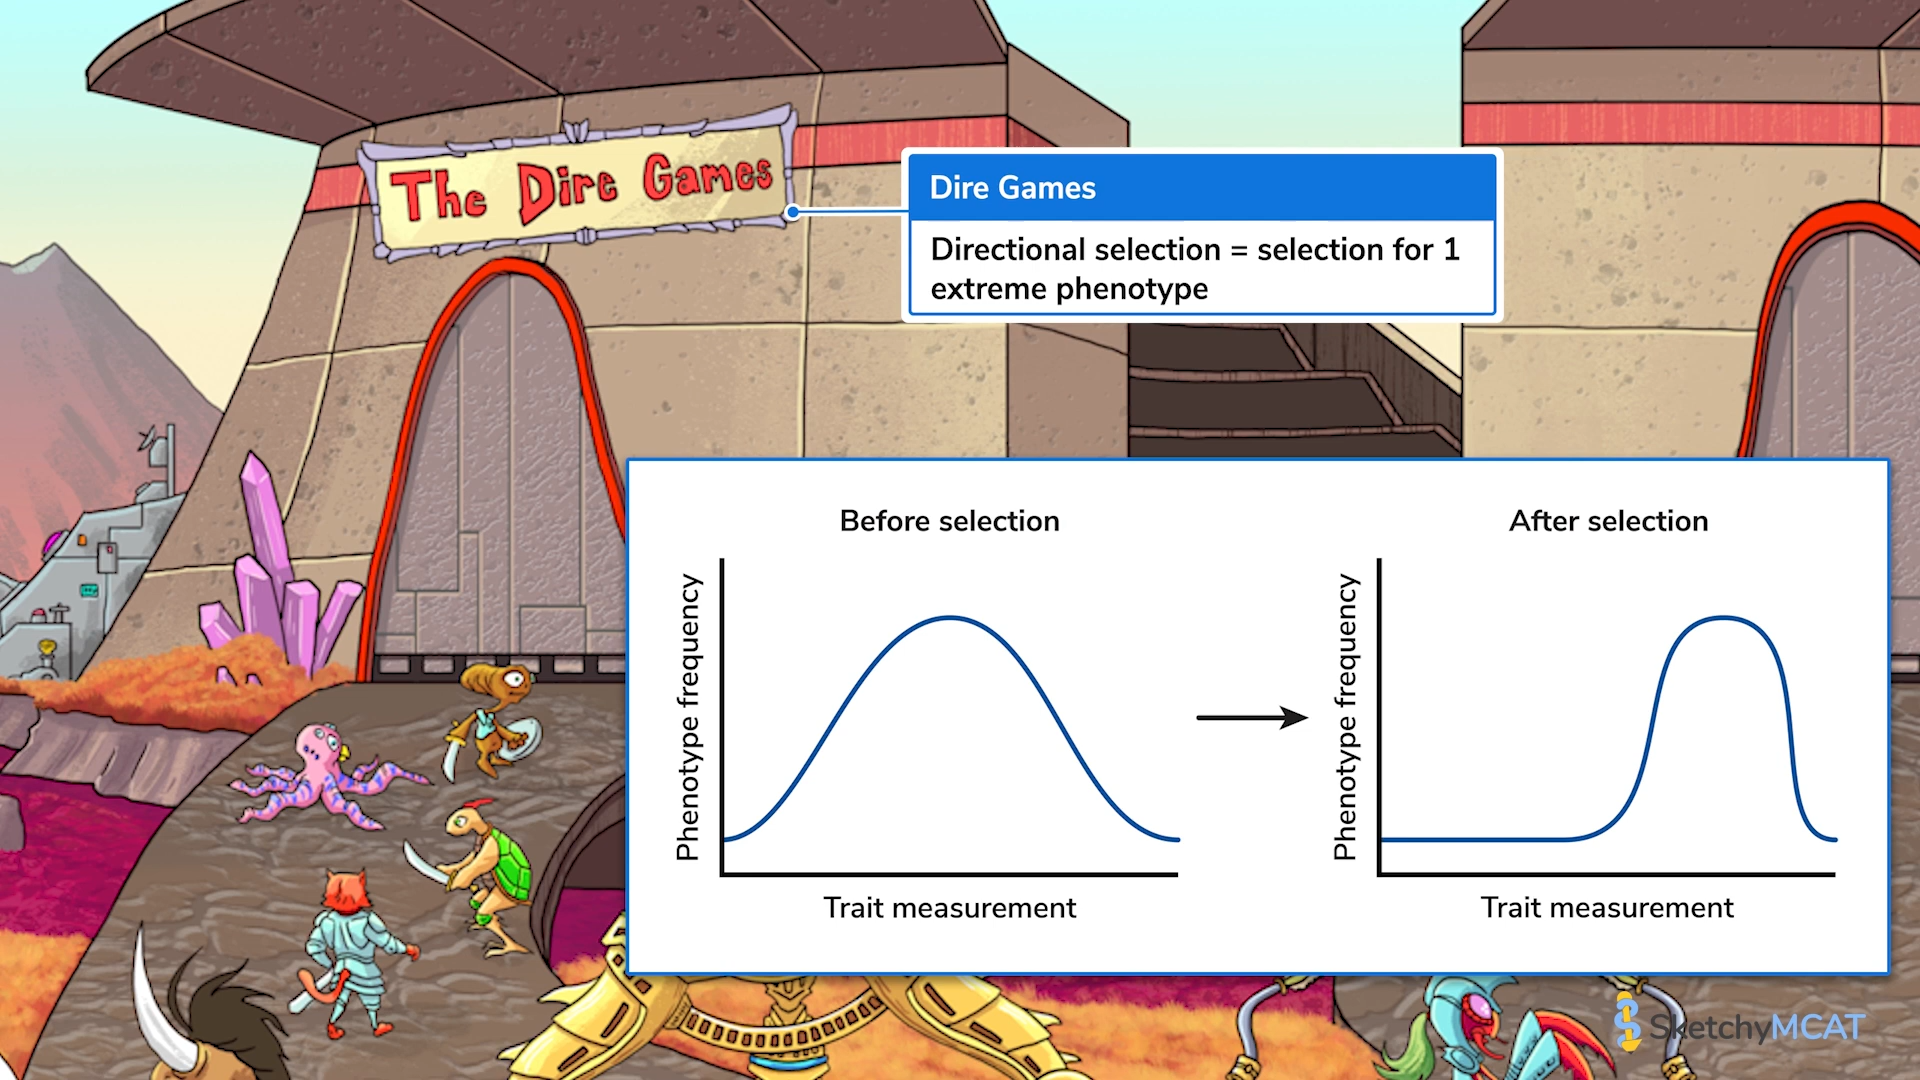 The Dire Games
Dire Games
Directional selection = selection for 1
extreme phenotype
Before selection
After selection
Phenotype frequency
Phenotype frequency
Trait measurement
Trait measurement
SketchyMCAT